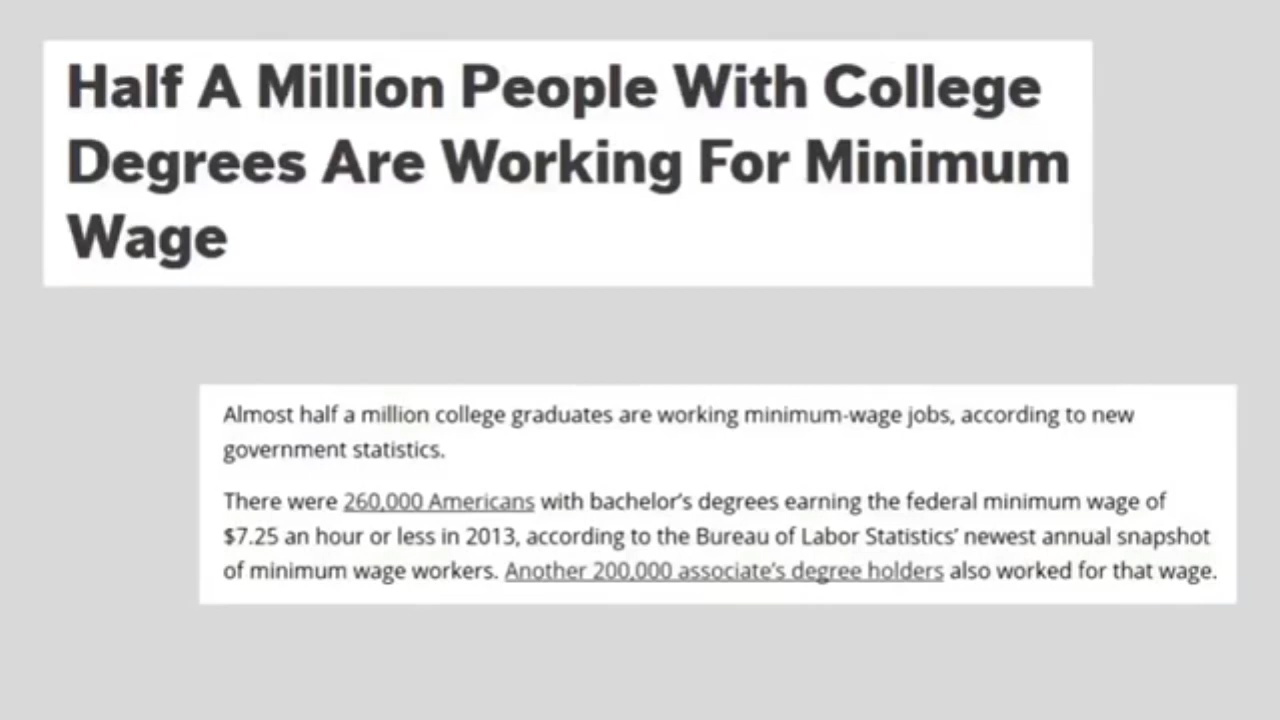 Half A Million People With College
Degrees Are Working For Minimum
Wage
Almost half a million college graduates are working minimum-wage jobs, according to new
government statistics.
There were 260,000 Americans with bachelor’s degrees earning the federal minimum wage of
$7.25 an hour or less in 2013, according to the Bureau of Labor Statistics’ newest annual snapshot
of minimum wage workers. Another 200,000 associate’s degree holders also worked for that wage.